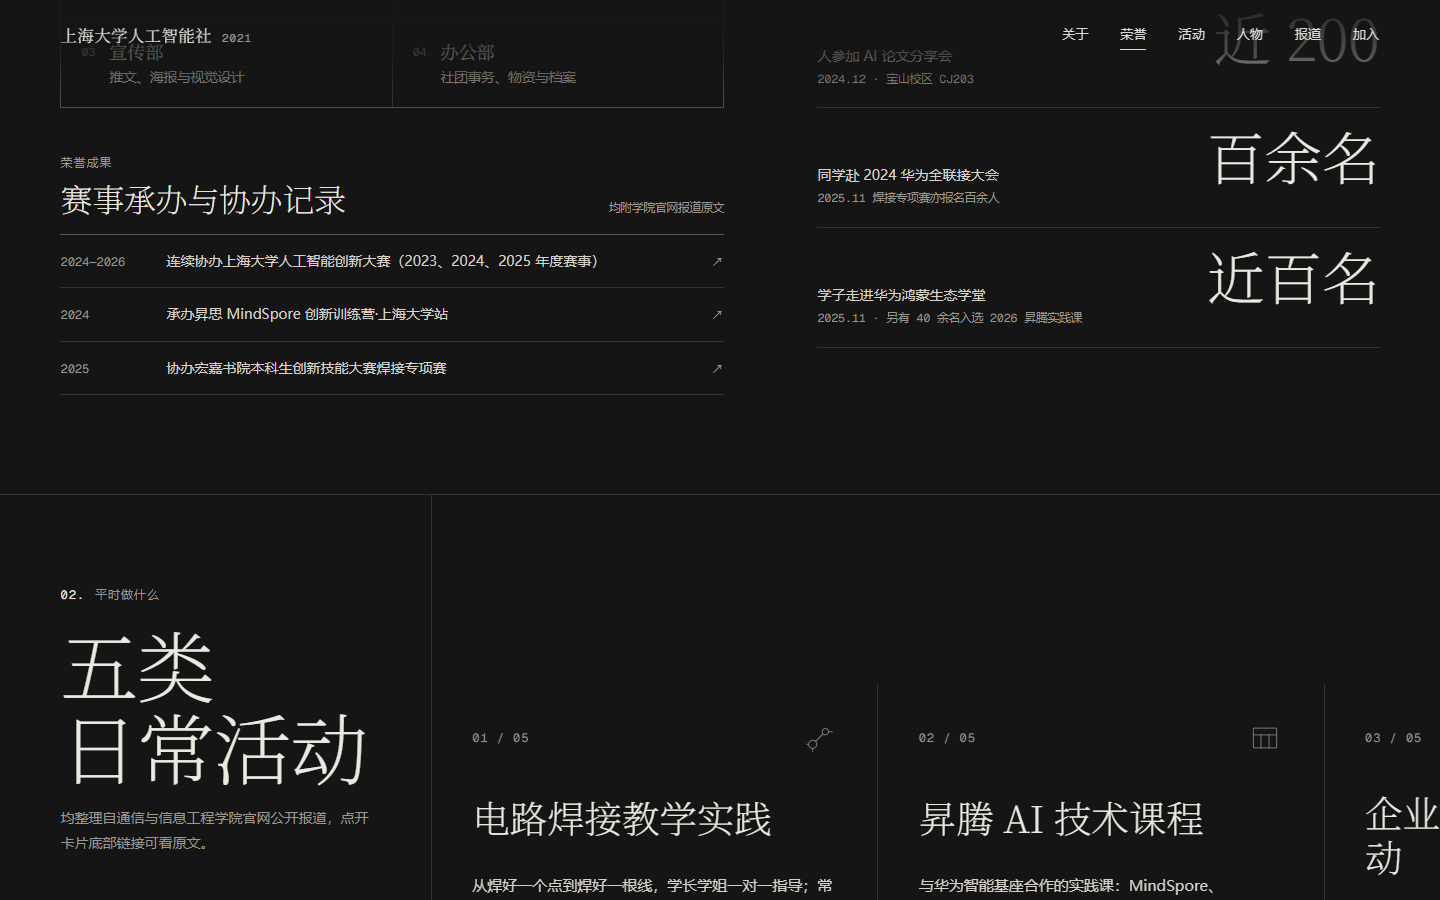 上海大学人工智能社 2021
关于 荣誉 活动 人物 报道 加入
03 宣传部
推文、海报与视觉设计
04 办公部
社团事务、物资与档案
近 200
人参加 AI 论文分享会
2024.12 · 宝山校区 CJ203
荣誉成果
赛事承办与协办记录
均附学院官网报道原文
2024—2026 连续协办上海大学人工智能创新大赛（2023、2024、2025 年度赛事） ↗
2024 承办昇思 MindSpore 创新训练营·上海大学站 ↗
2025 协办宏嘉书院本科生创新技能大赛焊接专项赛 ↗
百余名
同学赴 2024 华为全联接大会
2025.11 焊接专项赛亦报名百余人
近百名
学子走进华为鸿蒙生态学堂
2025.11 · 另有 40 余名入选 2026 昇腾实践课
02. 平时做什么
五类
日常活动
均整理自通信与信息工程学院官网公开报道，点开
卡片底部链接可看原文。
01 / 05
电路焊接教学实践
从焊好一个点到焊好一根线，学长学姐一对一指导；常
02 / 05
昇腾 AI 技术课程
与华为智能基座合作的实践课：MindSpore、
03 / 05
企业
动